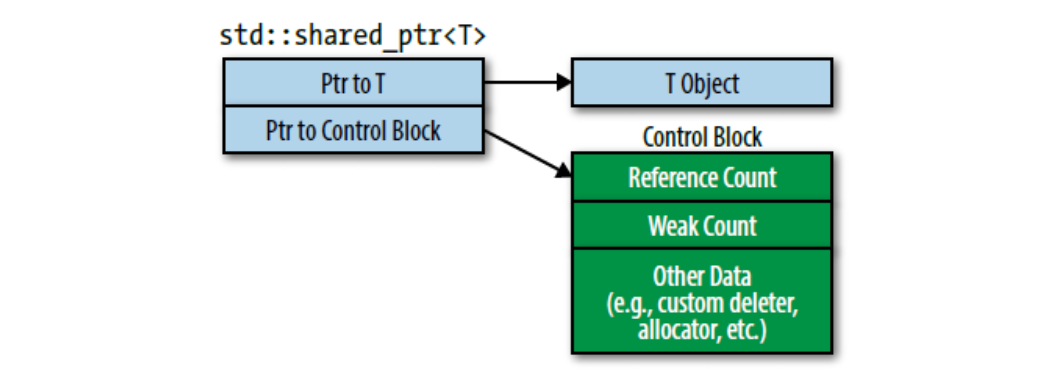 std::shared_ptr<T>
Ptr to T
T Object
Ptr to Control Block
Control Block
Reference Count
Weak Count
Other Data
(e.g., custom deleter,
allocator, etc.)